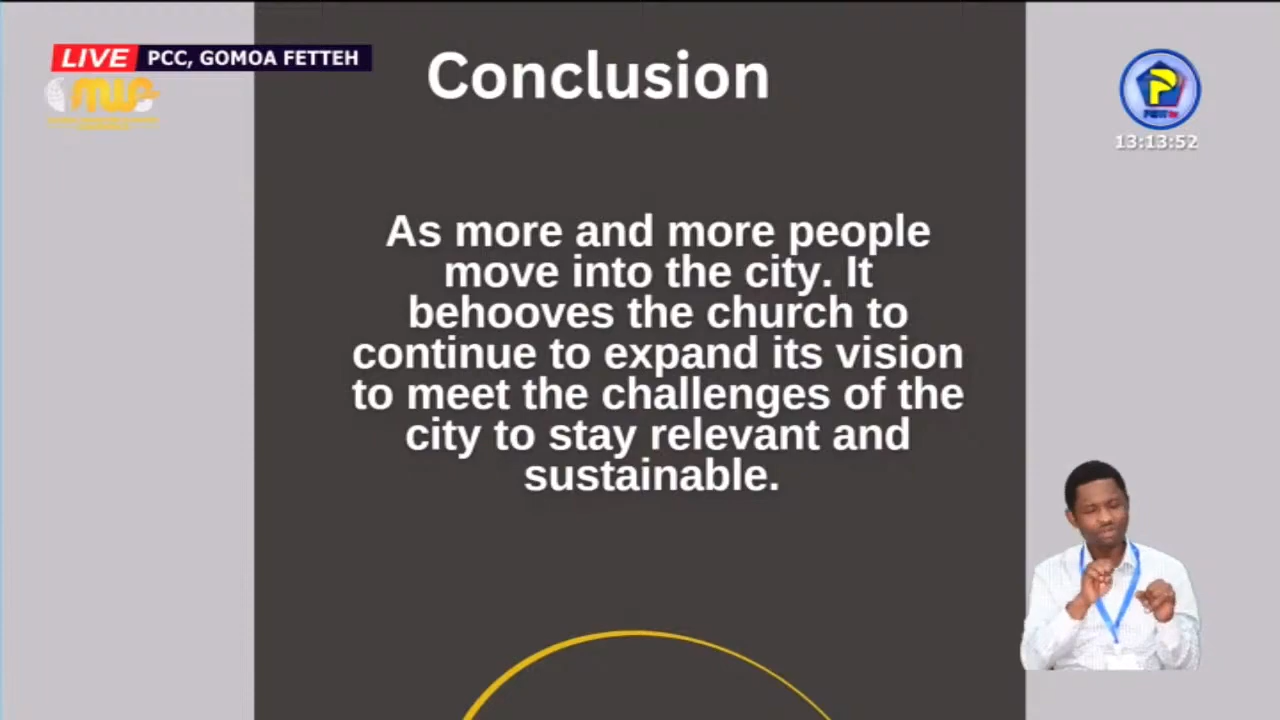 LIVE PCC, GOMOA FETTEH
Conclusion
13:13:52
As more and more people
move into the city. It
behooves the church to
continue to expand its vision
to meet the challenges of the
city to stay relevant and
sustainable.